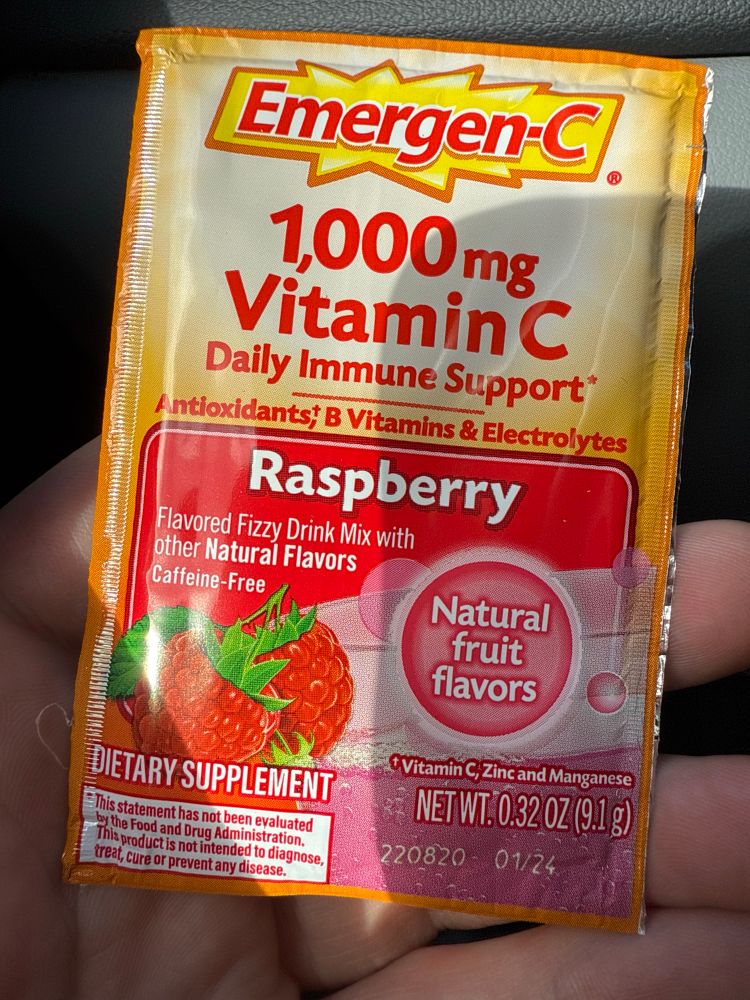 Emergen-C®
1,000 mg
Vitamin C
Daily Immune Support*
Antioxidants,† B Vitamins & Electrolytes
Raspberry
Flavored Fizzy Drink Mix with
other Natural Flavors
Caffeine-Free
Natural
fruit
flavors
†Vitamin C, Zinc and Manganese
DIETARY SUPPLEMENT
NET WT. 0.32 OZ (9.1 g)
*This statement has not been evaluated
by the Food and Drug Administration.
This product is not intended to diagnose,
treat, cure or prevent any disease.
220820 01/24